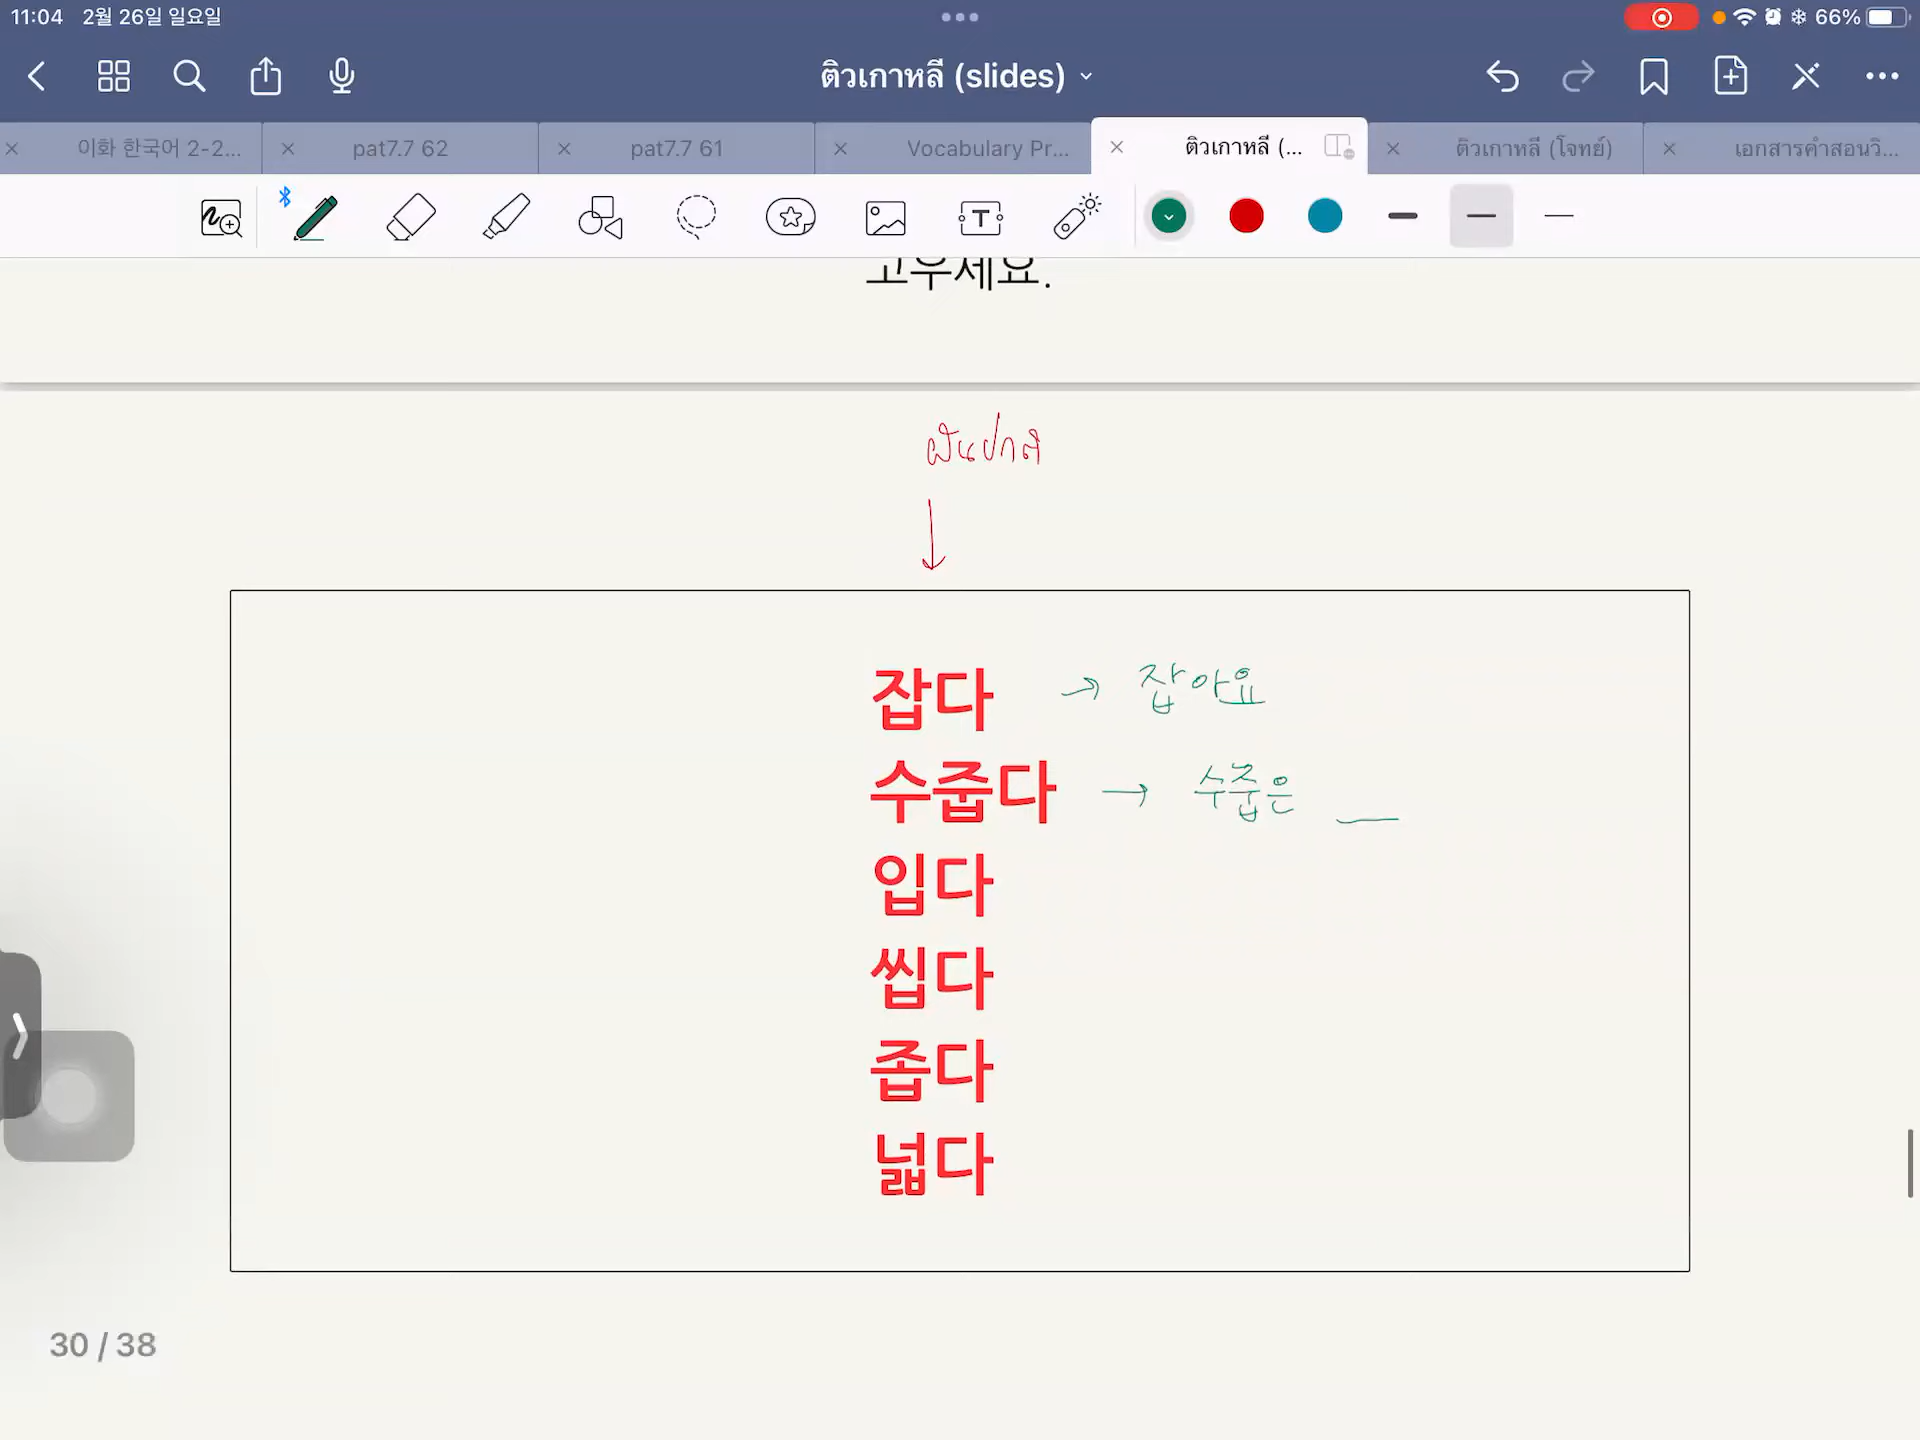 11:04 2월 26일 일요일 66%
ติวเกาหลี (slides)
이화 한국어 2-2... pat7.7 62 pat7.7 61 Vocabulary Pr... ติวเกาหลี (... ติวเกาหลี (โจทย์) เอกสารคำสอนวิ...
고우세요.
ผันปกติ
잡다 → 잡아요
수줍다 → 수줍은
입다
씹다
좁다
넓다
30 / 38